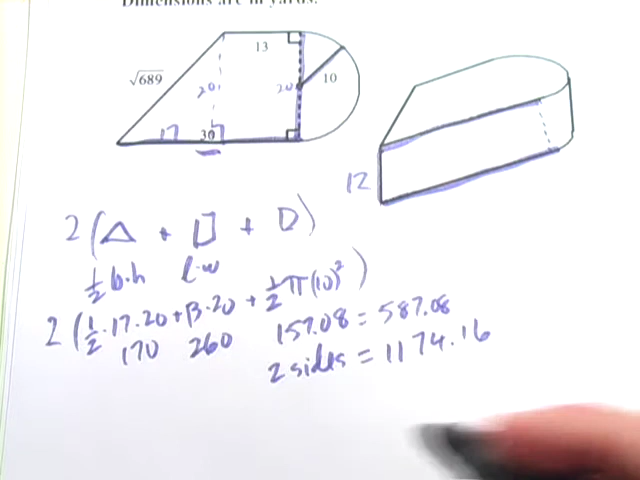 Dimensions are in yards.
13
√689
20
20
10
17
30
12
2(△ + ▯ + D)
½ b·h l·w
2(½·17·20+13·20 + ½π(10)²)
170 260 157.08 = 587.08
2 sides = 1174.16